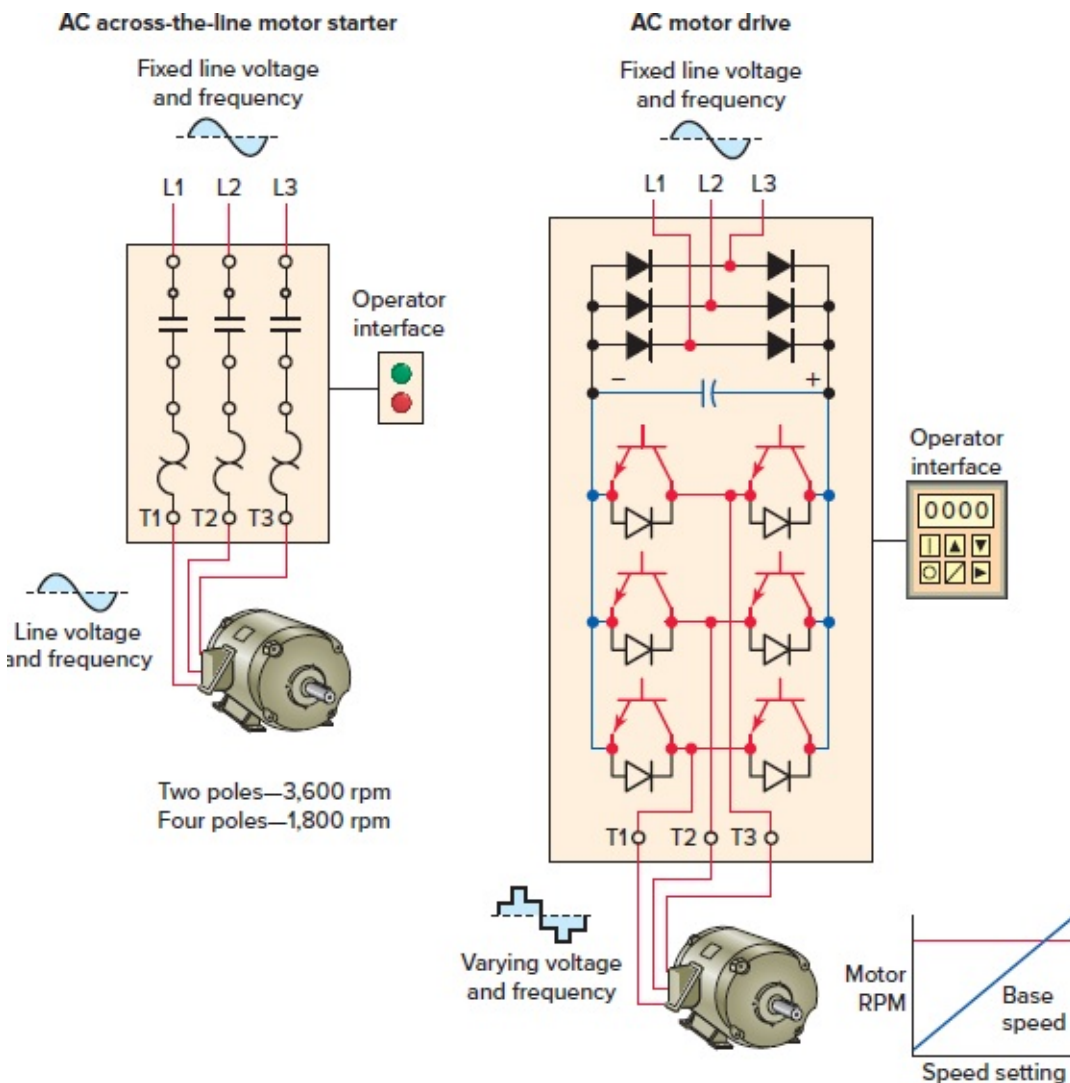 AC across-the-line motor starter
Fixed line voltage
and frequency
L1 L2 L3
Operator
interface
T1 T2 T3
Line voltage
and frequency
Two poles—3,600 rpm
Four poles—1,800 rpm
AC motor drive
Fixed line voltage
and frequency
L1 L2 L3
− +
Operator
interface
0000
T1 T2 T3
Varying voltage
and frequency
Motor
RPM
Base
speed
Speed setting